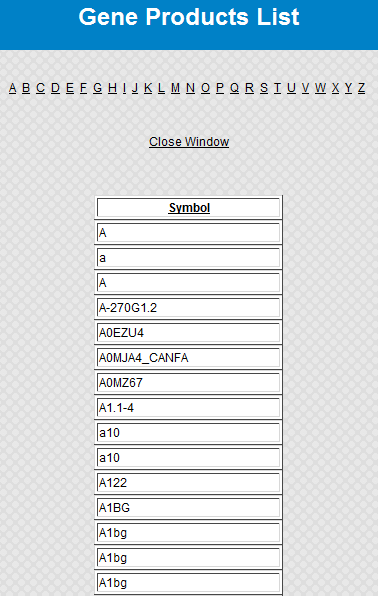 Gene Products List
A B C D E F G H I J K L M N O P Q R S T U V W X Y Z
Close Window
Symbol
A
a
A
A-270G1.2
A0EZU4
A0MJA4_CANFA
A0MZ67
A1.1-4
a10
a10
A122
A1BG
A1bg
A1bg
A1bg